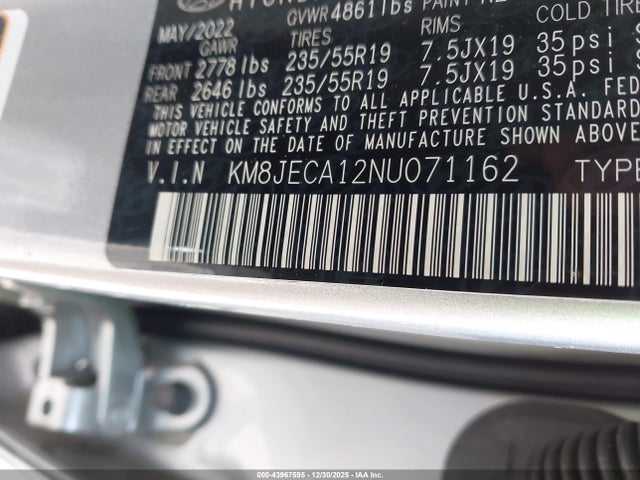 GVWR 4861lbs
MAY/2022
GAWR TIRES RIMS COLD TIRE
FRONT 2778 lbs 235/55R19 7.5JX19 35psi
REAR 2646 lbs 235/55R19 7.5JX19 35psi
THIS VEHICLE CONFORMS TO ALL APPLICABLE U.S.A. FED
MOTOR VEHICLE SAFETY AND THEFT PREVENTION STANDARD
IN EFFECT ON THE DATE OF MANUFACTURE SHOWN ABOVE
V.I.N KM8JECA12NU071162 TYPE
000-43967595 - 12/30/2025 - IAAI Copart